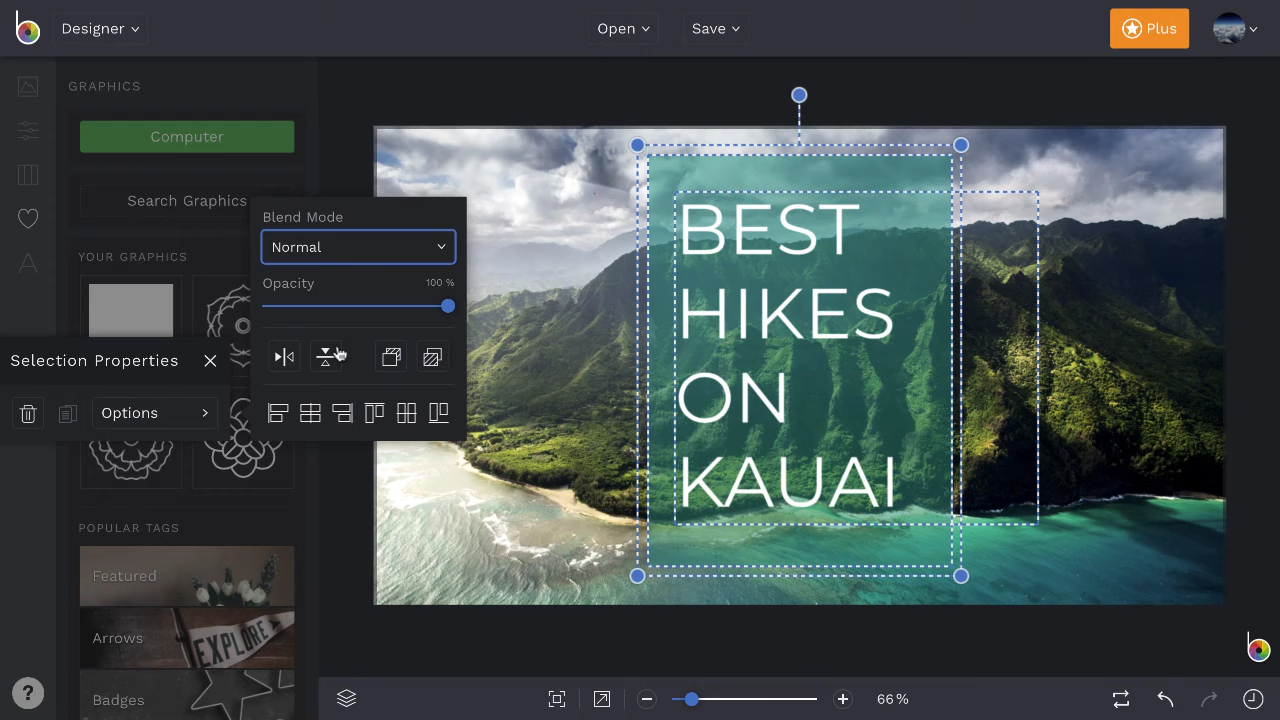 Designer
Open
Save
Plus
GRAPHICS
Computer
Search Graphics
YOUR GRAPHICS
Blend Mode
Normal
Opacity
100 %
Selection Properties
Options
BEST
HIKES
ON
KAUAI
POPULAR TAGS
Featured
Arrows
EXPLORE
Badges
?
66 %